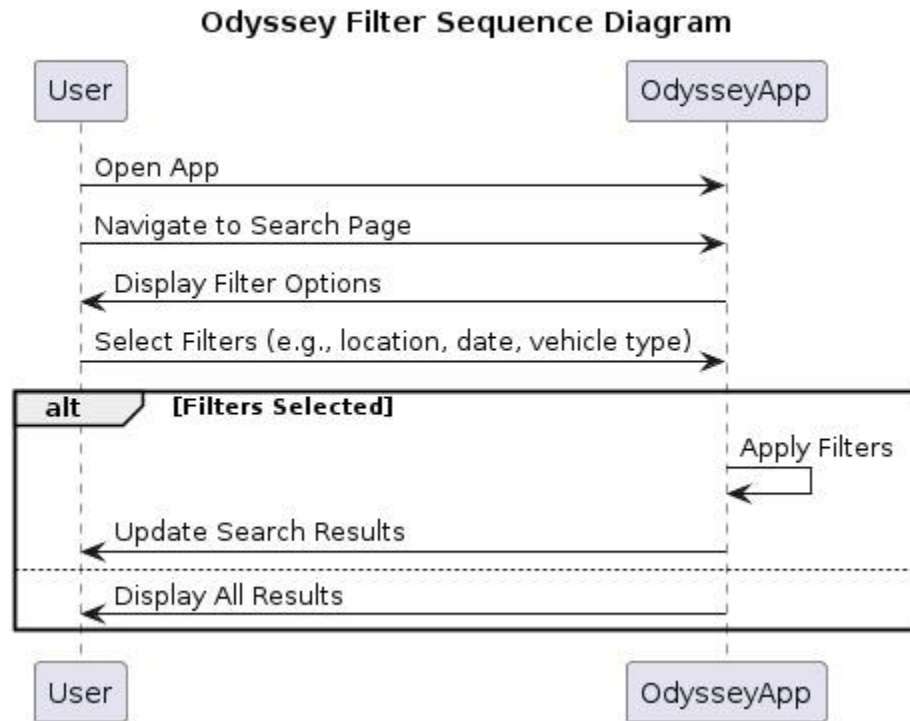 Odyssey Filter Sequence Diagram
User OdysseyApp
Open App
Navigate to Search Page
Display Filter Options
Select Filters (e.g., location, date, vehicle type)
alt [Filters Selected]
Apply Filters
Update Search Results
Display All Results
User OdysseyApp